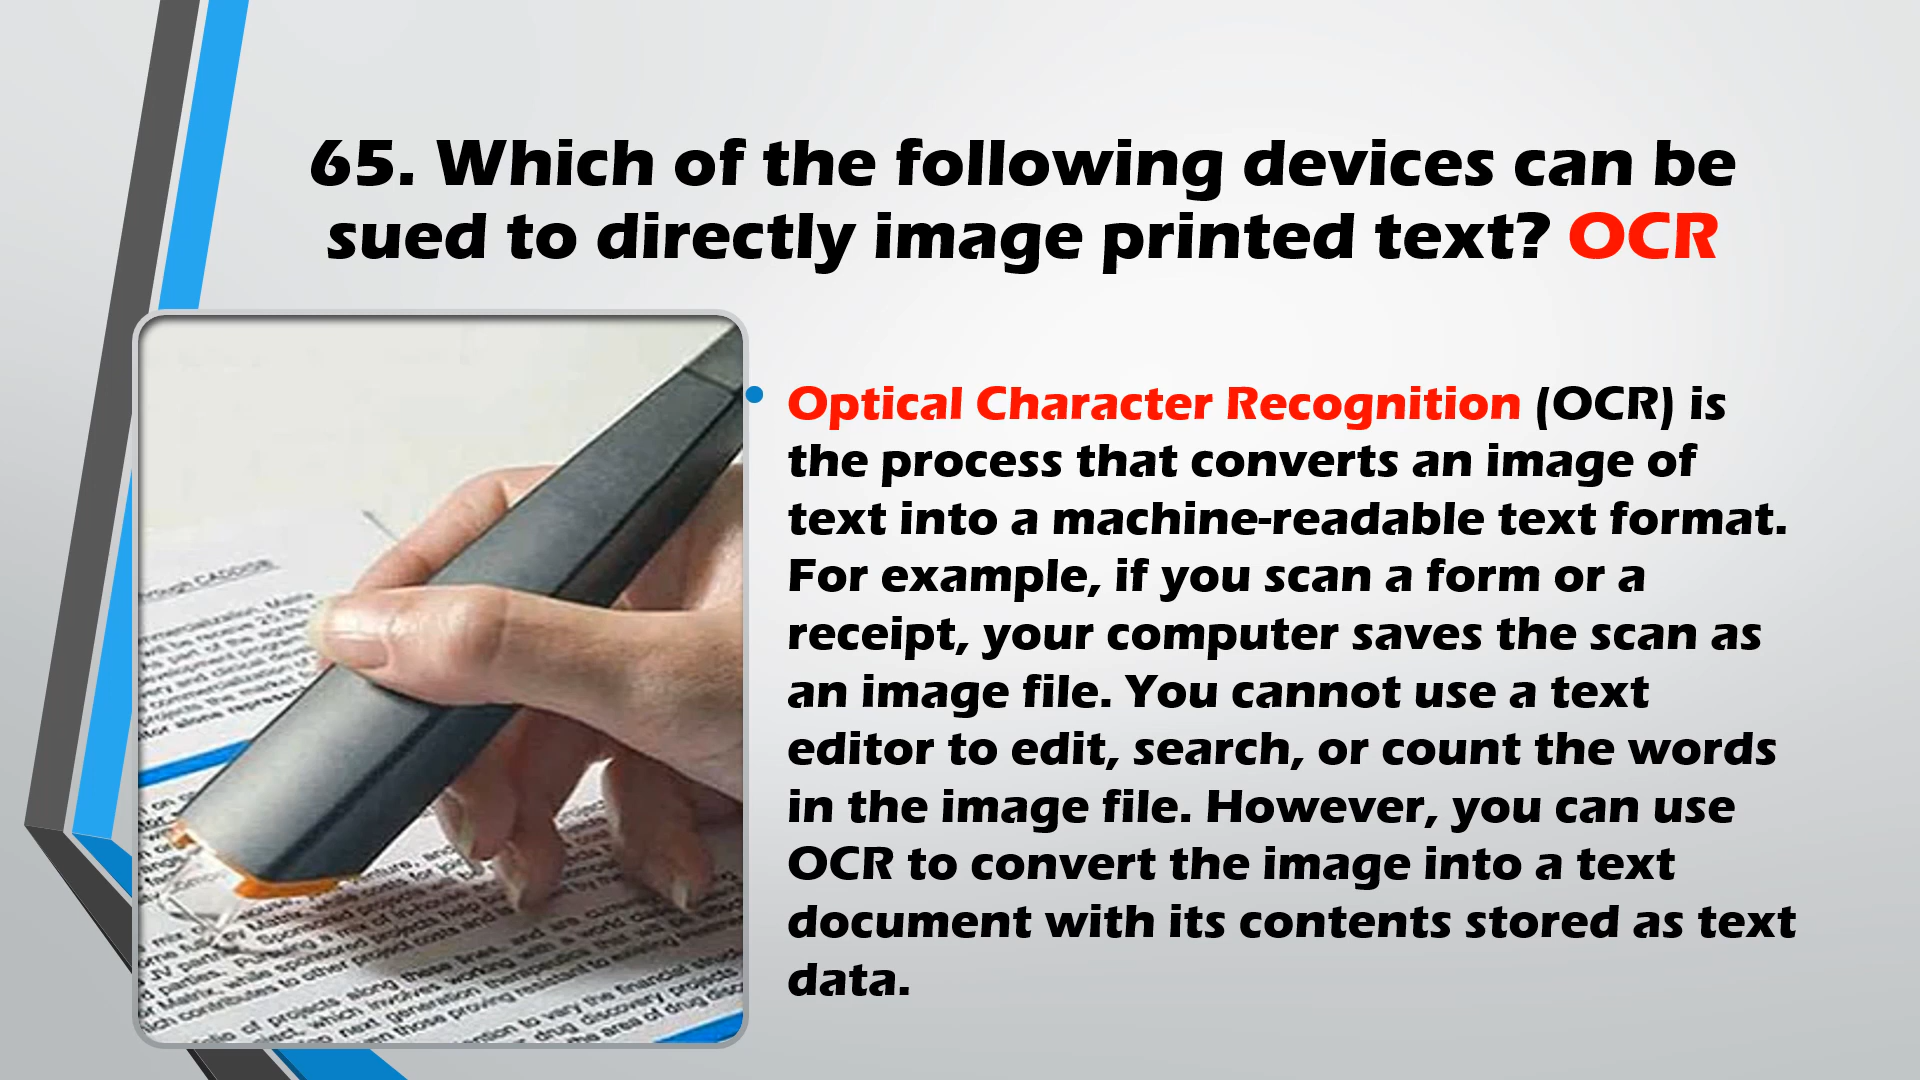 65. Which of the following devices can be
sued to directly image printed text? OCR
• Optical Character Recognition (OCR) is
the process that converts an image of
text into a machine-readable text format.
For example, if you scan a form or a
receipt, your computer saves the scan as
an image file. You cannot use a text
editor to edit, search, or count the words
in the image file. However, you can use
OCR to convert the image into a text
document with its contents stored as text
data.
through CADDISE